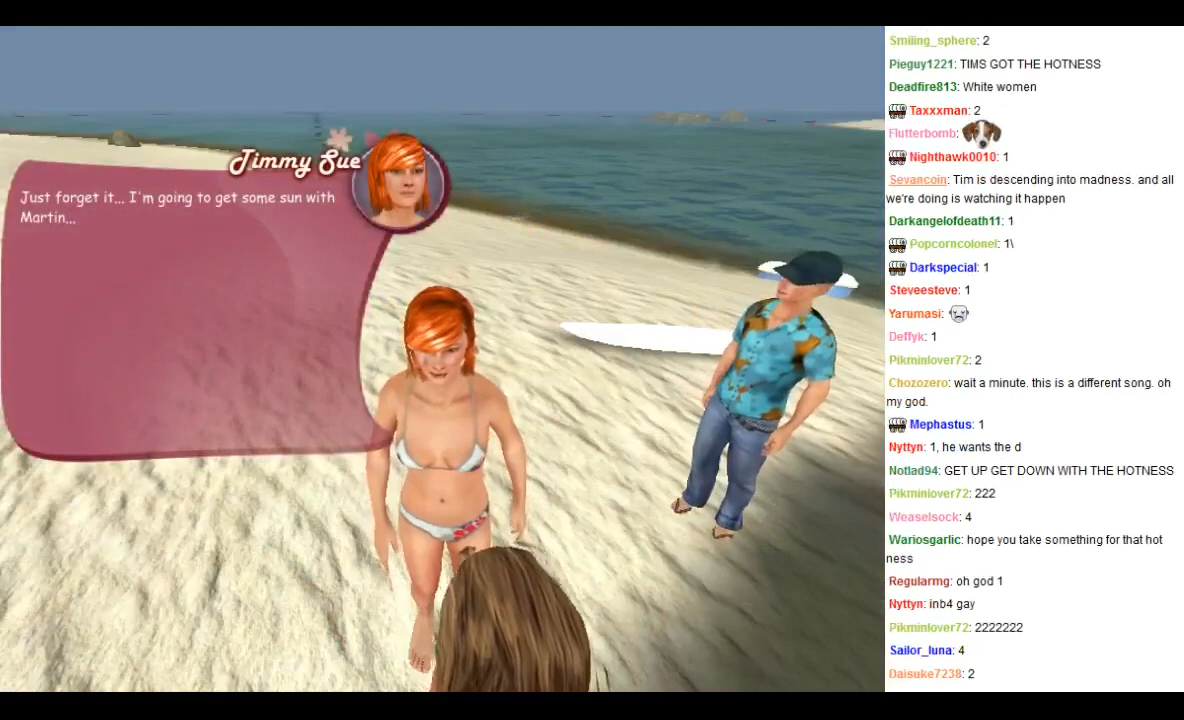 Jimmy Sue
Just forget it... I'm going to get some sun with
Martin...
Smiling_sphere: 2
Pieguy1221: TIMS GOT THE HOTNESS
Deadfire813: White women
Taxxxman: 2
Flutterbomb:
Nighthawk0010: 1
Sevancoin: Tim is descending into madness. and all
we're doing is watching it happen
Darkangelofdeath11: 1
Popcorncolonel: 1\
Darkspecial: 1
Steveesteve: 1
Yarumasi:
Deffyk: 1
Pikminlover72: 2
Chozozero: wait a minute. this is a different song. oh
my god.
Mephastus: 1
Nyttyn: 1, he wants the d
Notlad94: GET UP GET DOWN WITH THE HOTNESS
Pikminlover72: 222
Weaselsock: 4
Wariosgarlic: hope you take something for that hot
ness
Regularmg: oh god 1
Nyttyn: inb4 gay
Pikminlover72: 2222222
Sailor_luna: 4
Daisuke7238: 2